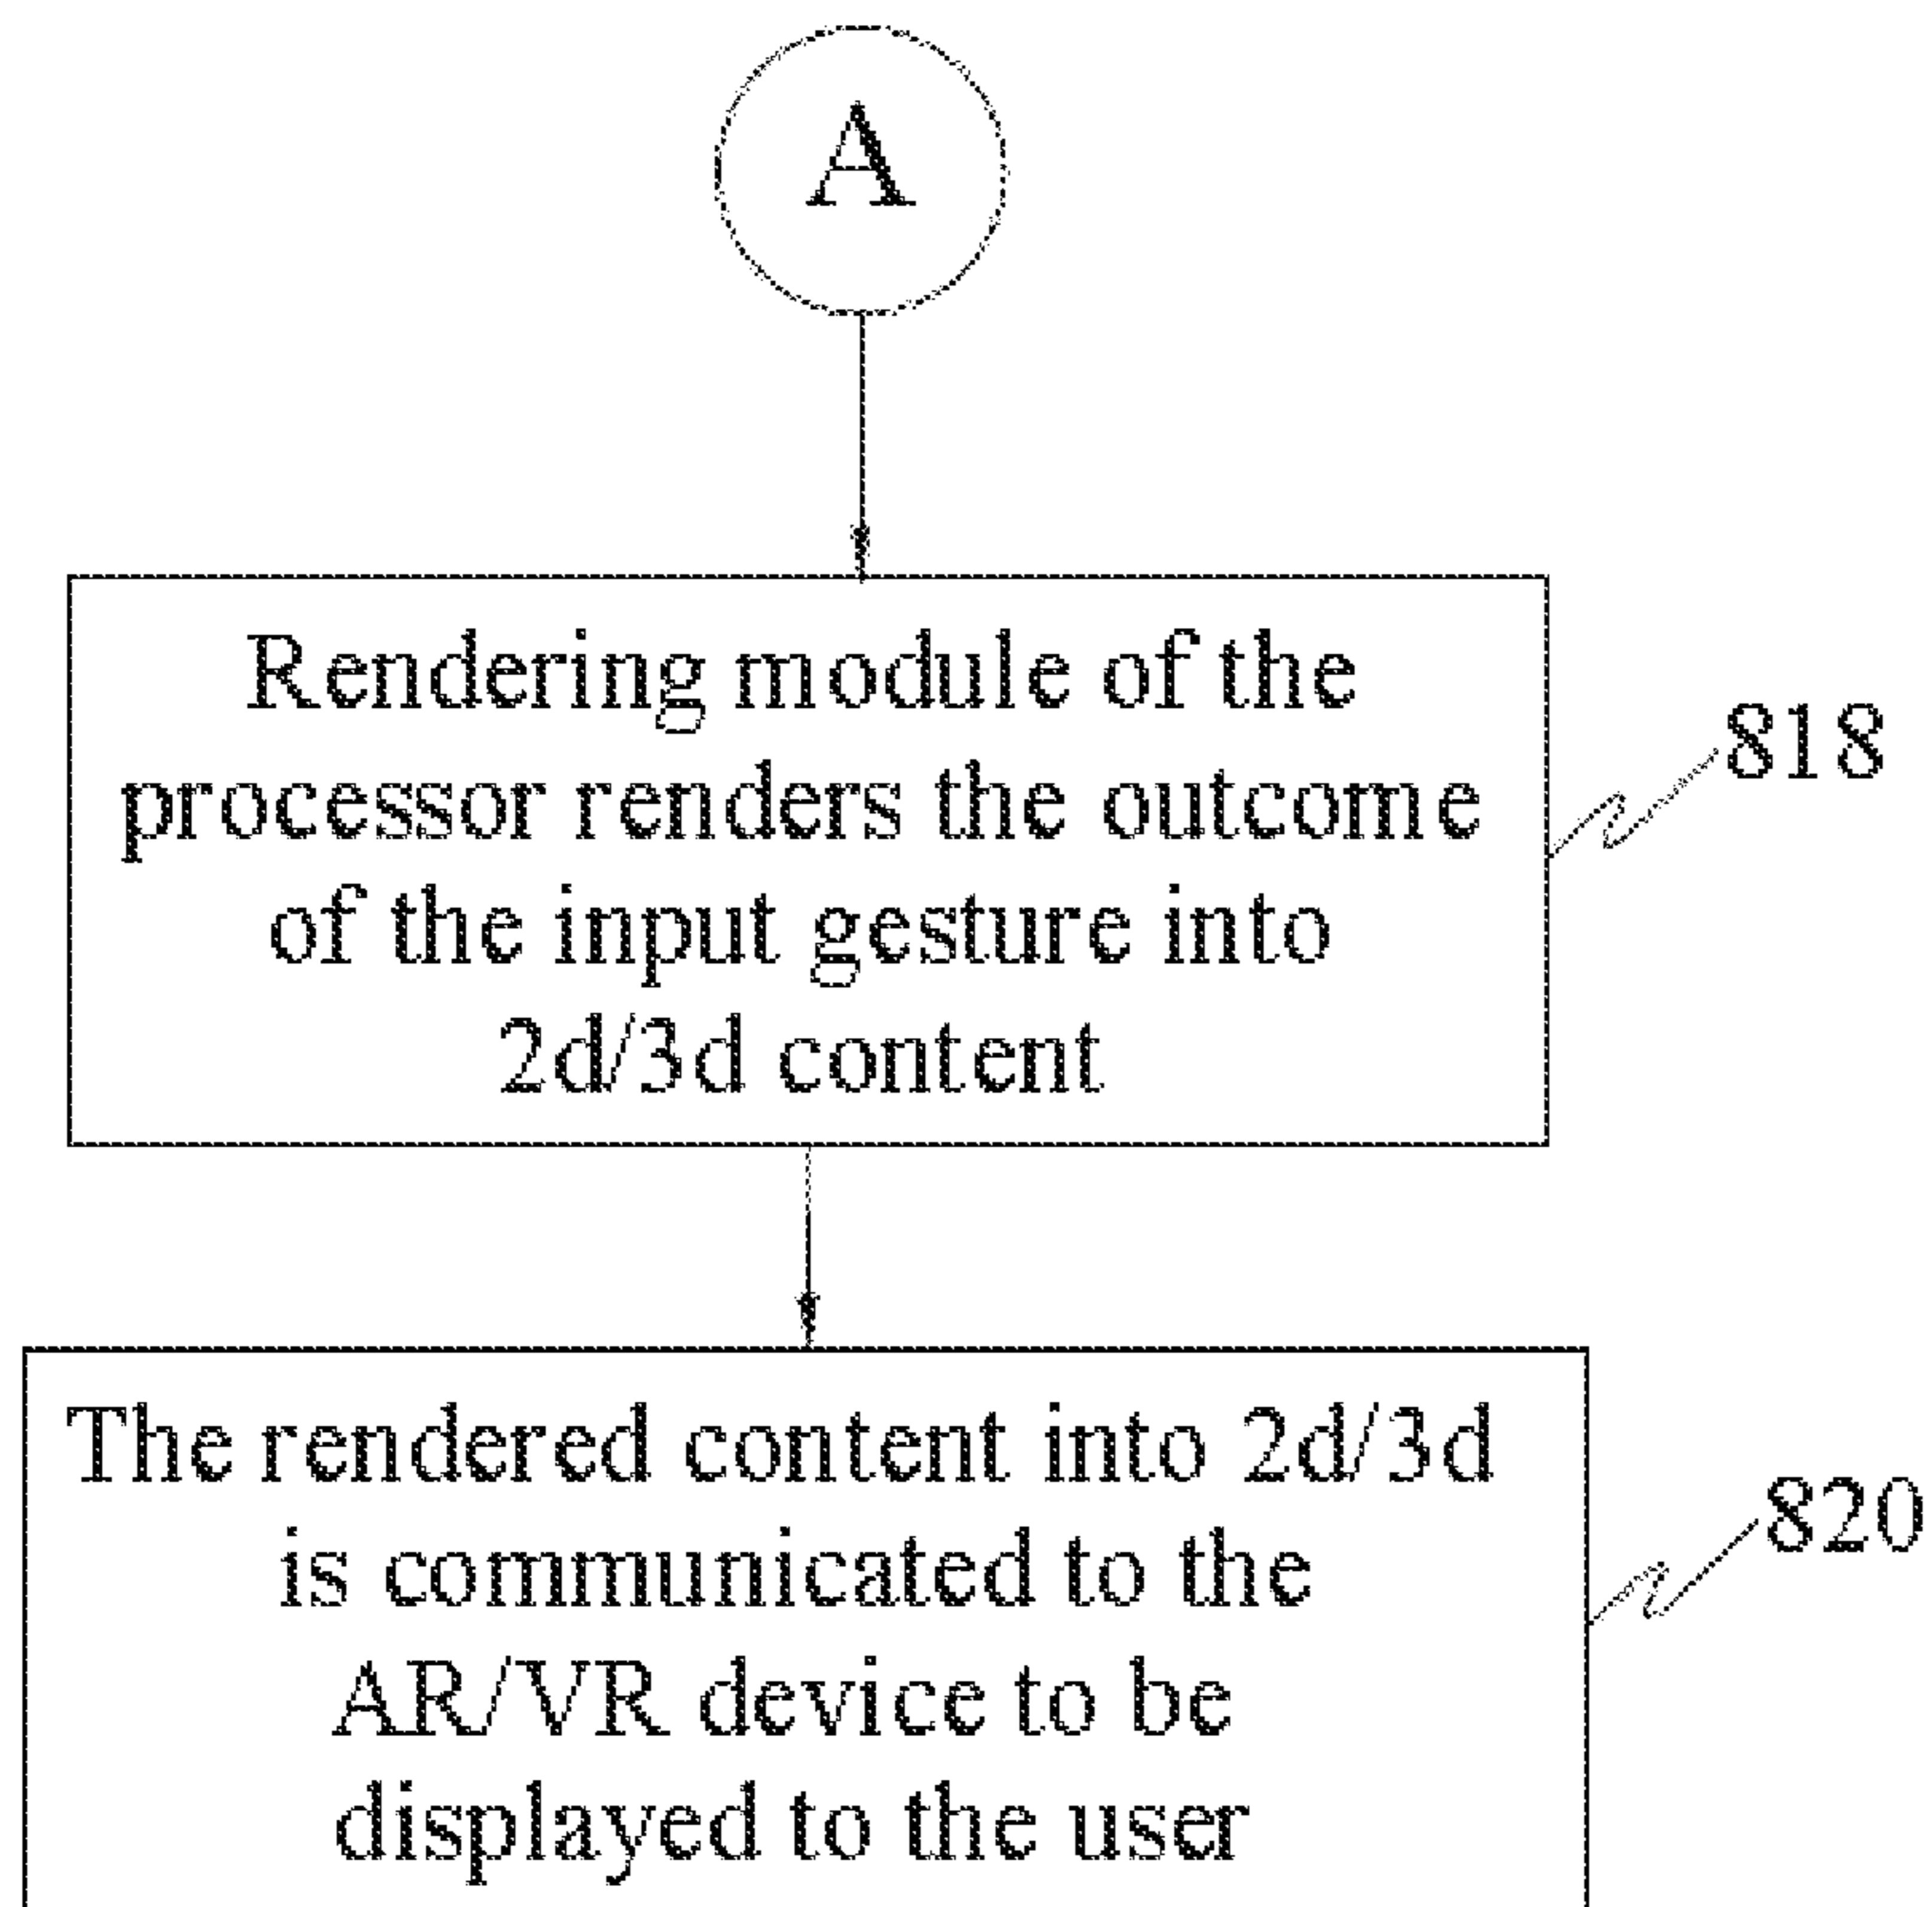 A
Rendering module of the
processor renders the outcome
of the input gesture into
2d/3d content
818
The rendered content into 2d/3d
is communicated to the
AR/VR device to be
displayed to the user
820